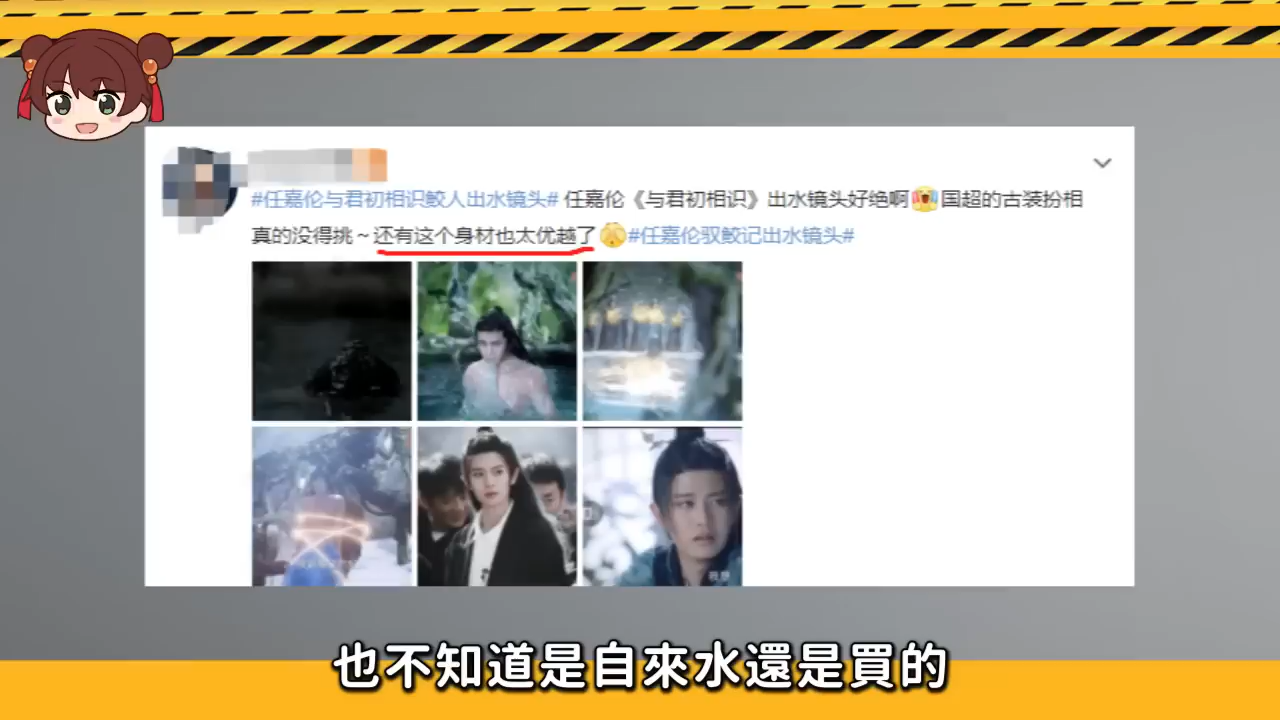 #任嘉伦与君初相识鲛人出水镜头# 任嘉伦《与君初相识》出水镜头好绝啊国超的古装扮相
真的没得挑～还有这个身材也太优越了#任嘉伦驭鲛记出水镜头#
也不知道是自來水還是買的